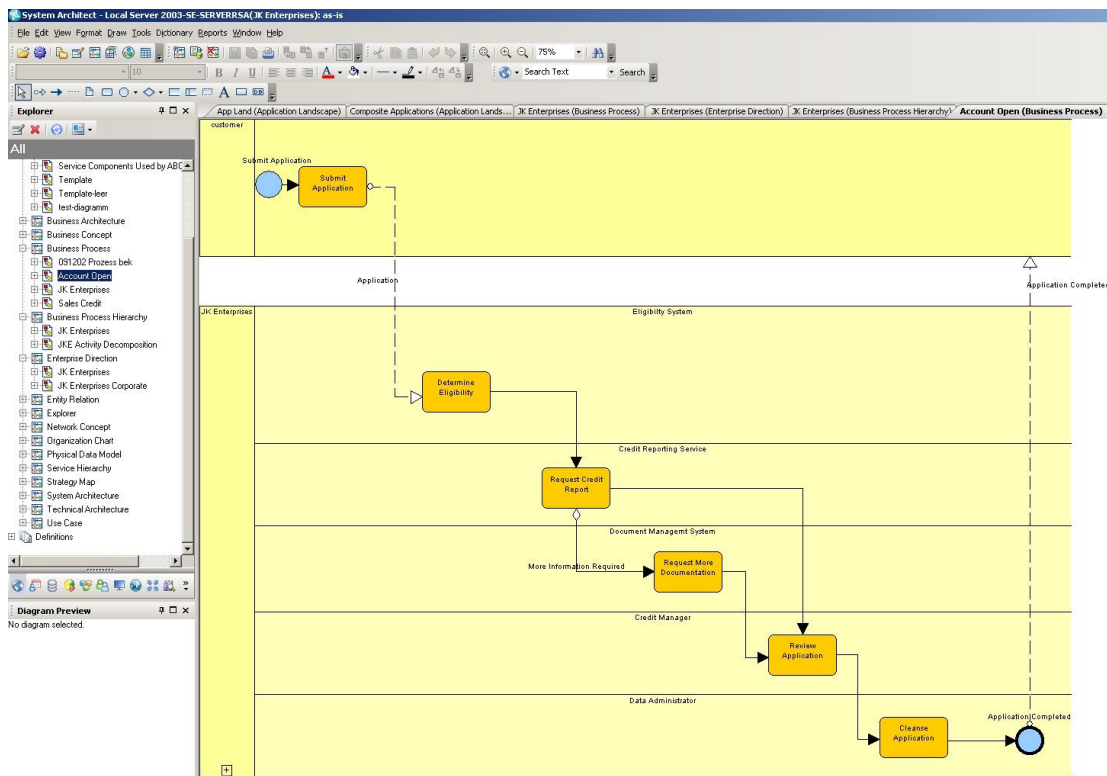 System Architect - Local Server 2003-SE-SERVERRSA(JK Enterprises): as-is
File Edit View Format Draw Tools Dictionary Reports Window Help
75%
10
B I U
Search Text
Search
Explorer
App Land (Application Landscape)
Composite Applications (Application Lands...
JK Enterprises (Business Process)
JK Enterprises (Enterprise Direction)
JK Enterprises (Business Process Hierarchy)
Account Open (Business Process)
All
Service Components Used by ABC
Template
Template-leer
test-diagramm
Business Architecture
Business Concept
Business Process
091202 Prozess bek
Account Open
JK Enterprises
Sales Credit
Business Process Hierarchy
JK Enterprises
JKE Activity Decomposition
Enterprise Direction
JK Enterprises
JK Enterprises Corporate
Entity Relation
Explorer
Network Concept
Organization Chart
Physical Data Model
Service Hierarchy
Strategy Map
System Architecture
Technical Architecture
Use Case
Definitions
Diagram Preview
No diagram selected.
customer
Submit Application
Submit
Application
Application
Application Completed
JK Enterprises
Eligibilty System
Determine
Eligibility
Credit Reporting Service
Request Credit
Report
Document Managemt System
More Information Required
Request More
Documentation
Credit Manager
Review
Application
Data Administrator
Cleanse
Application
Application Completed